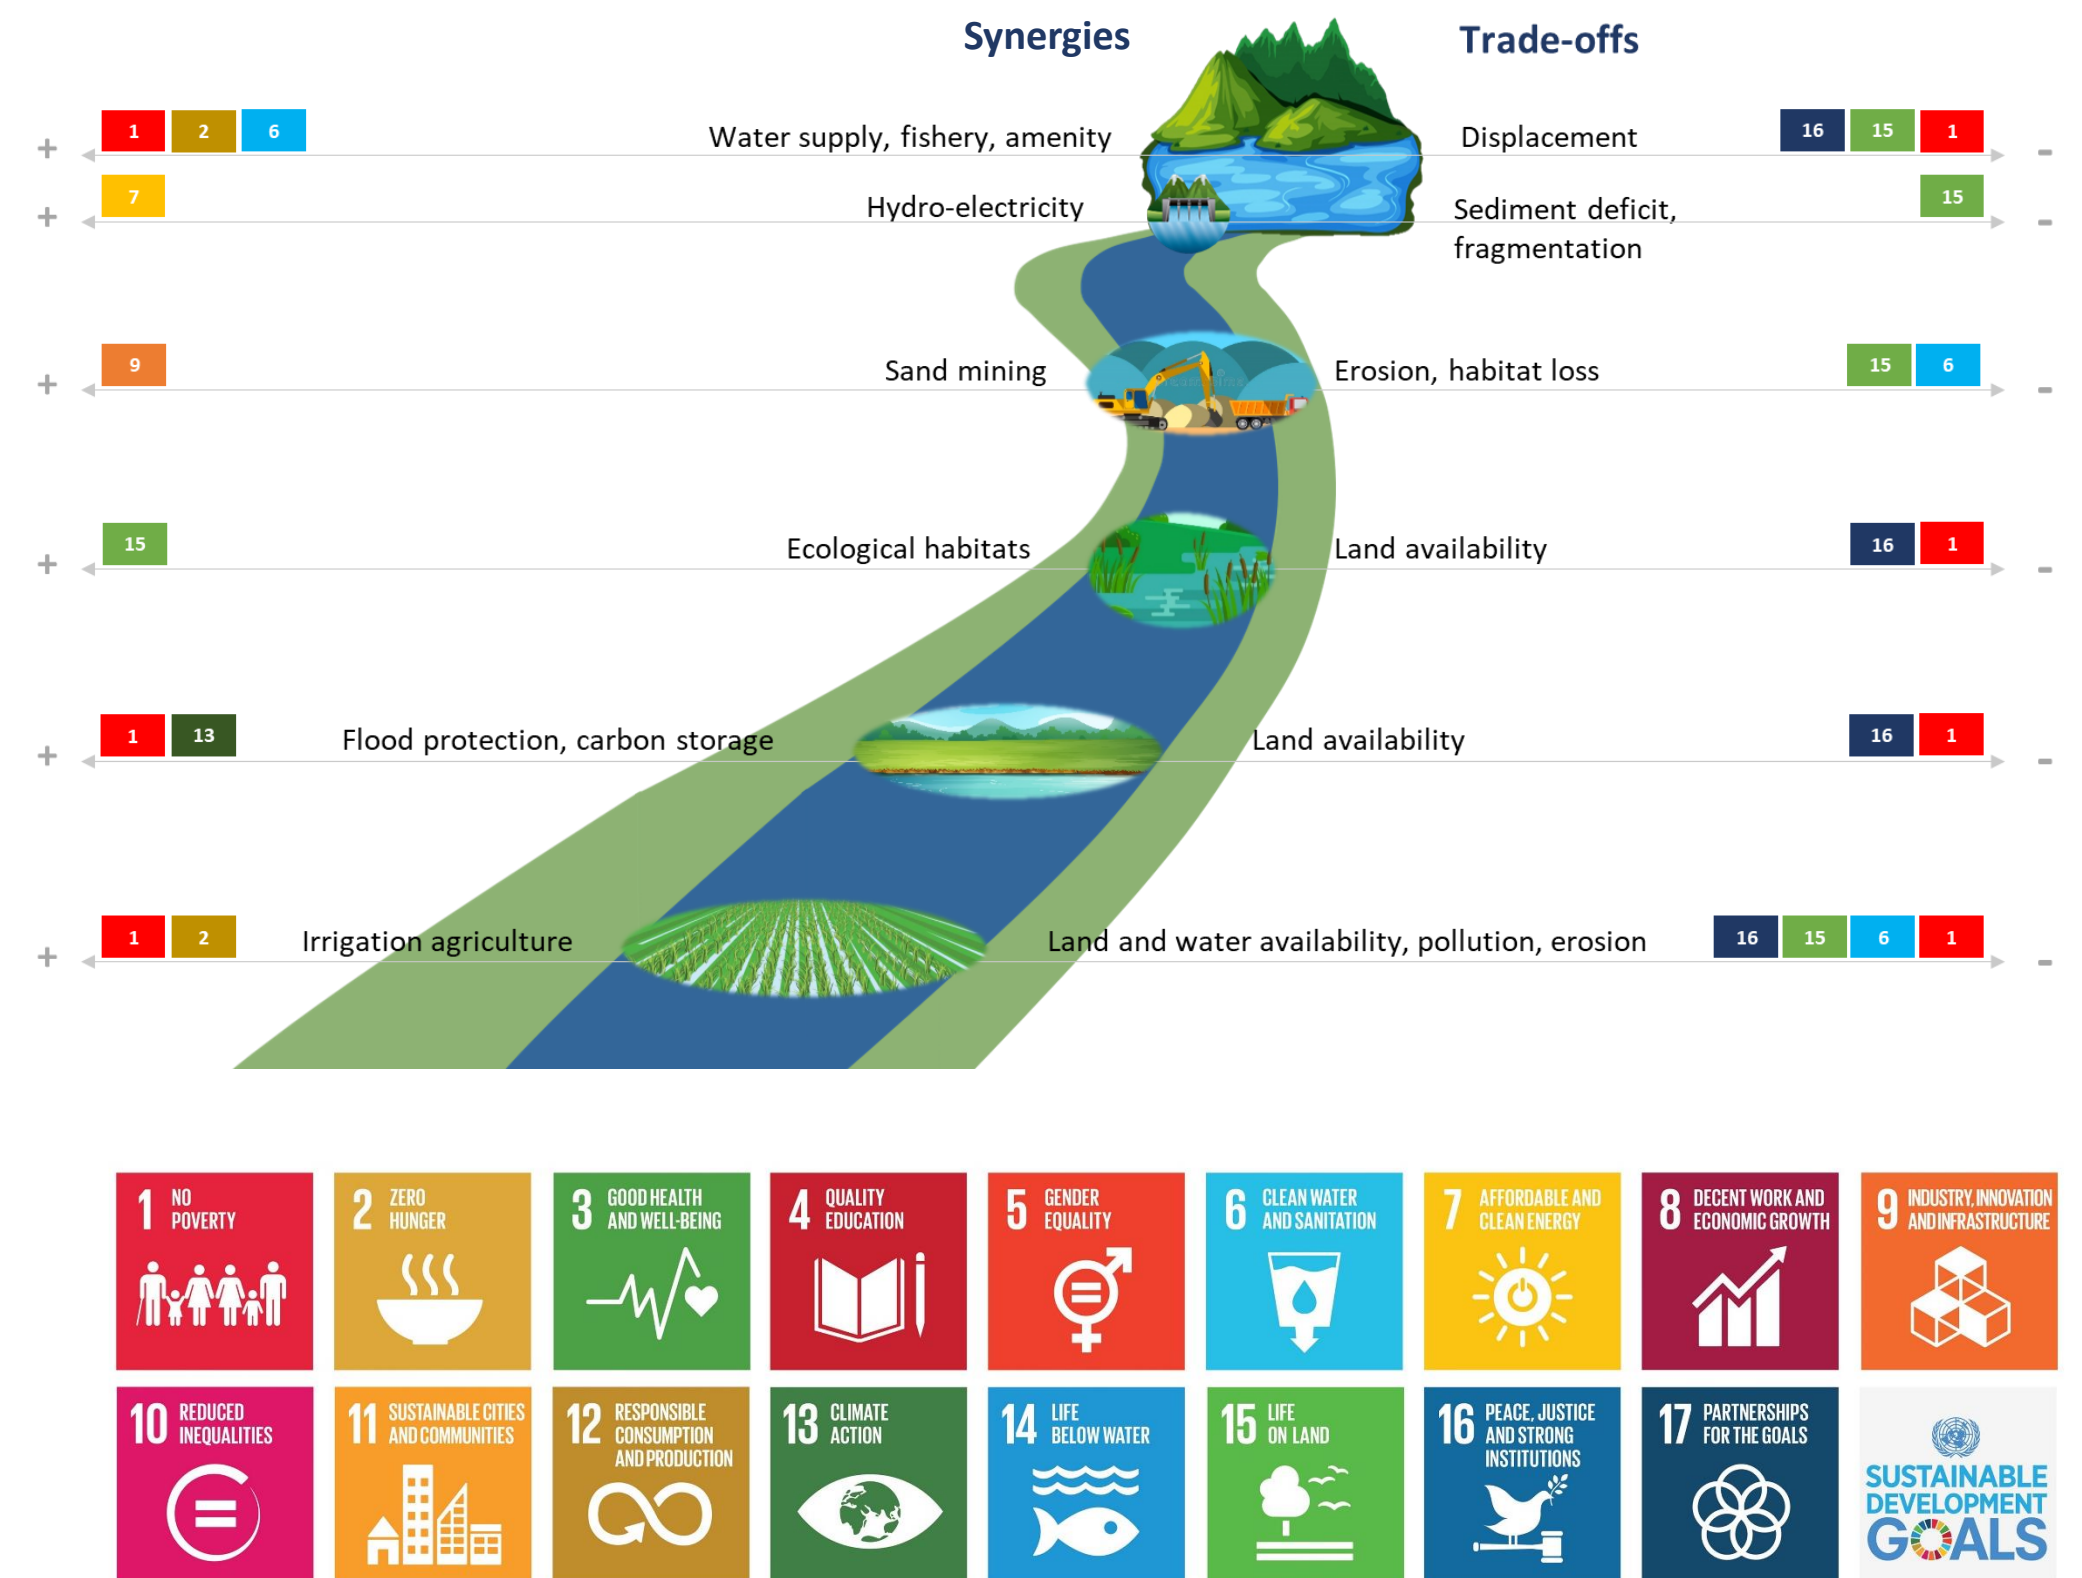 Synergies
Trade-offs
+ 1 2 6 Water supply, fishery, amenity Displacement 16 15 1 -
+ 7 Hydro-electricity Sediment deficit, 15 -
fragmentation
+ 9 Sand mining Erosion, habitat loss 15 6 -
+ 15 Ecological habitats Land availability 16 1 -
+ 1 13 Flood protection, carbon storage Land availability 16 1 -
+ 1 2 Irrigation agriculture Land and water availability, pollution, erosion 16 15 6 1 -
1 NO
POVERTY
2 ZERO
HUNGER
3 GOOD HEALTH
AND WELL-BEING
4 QUALITY
EDUCATION
5 GENDER
EQUALITY
6 CLEAN WATER
AND SANITATION
7 AFFORDABLE AND
CLEAN ENERGY
8 DECENT WORK AND
ECONOMIC GROWTH
9 INDUSTRY, INNOVATION
AND INFRASTRUCTURE
10 REDUCED
INEQUALITIES
11 SUSTAINABLE CITIES
AND COMMUNITIES
12 RESPONSIBLE
CONSUMPTION
AND PRODUCTION
13 CLIMATE
ACTION
14 LIFE
BELOW WATER
15 LIFE
ON LAND
16 PEACE, JUSTICE
AND STRONG
INSTITUTIONS
17 PARTNERSHIPS
FOR THE GOALS
SUSTAINABLE
DEVELOPMENT
GOALS